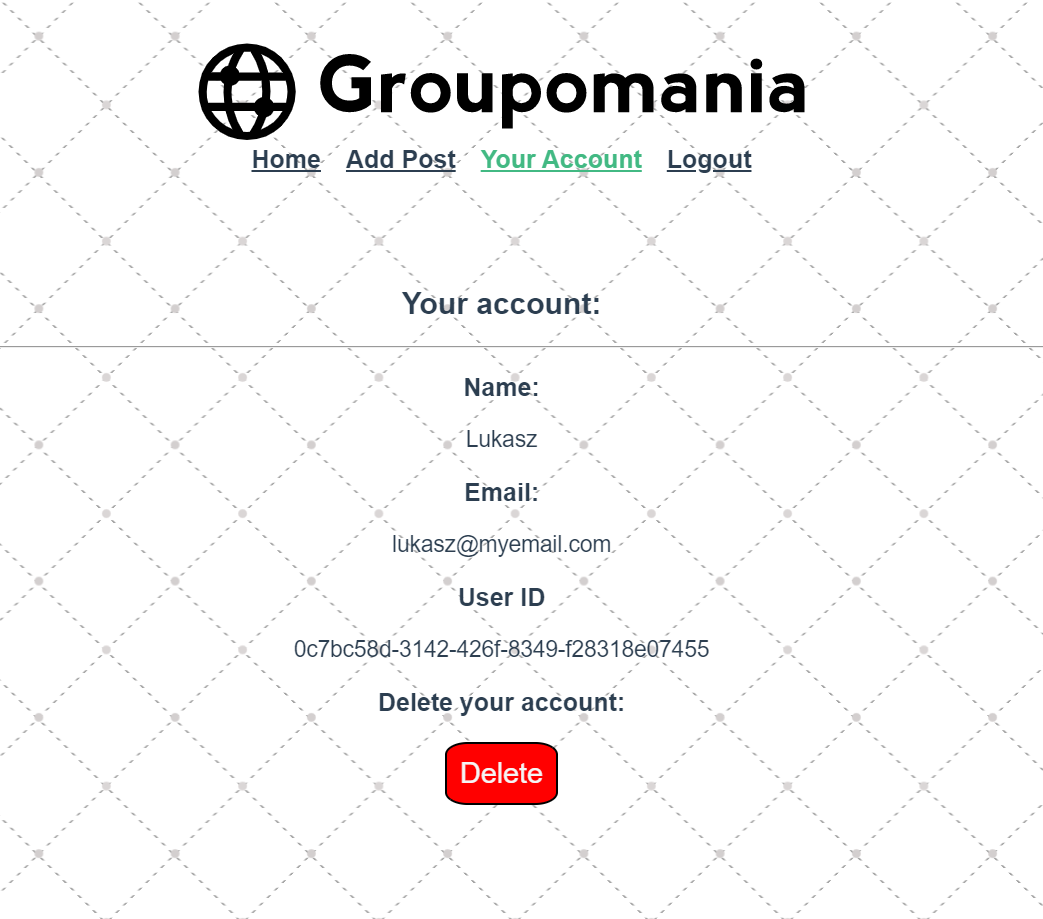 Groupomania
Home Add Post Your Account Logout
Your account:
Name:
Lukasz
Email:
lukasz@myemail.com
User ID
0c7bc58d-3142-426f-8349-f28318e07455
Delete your account:
Delete